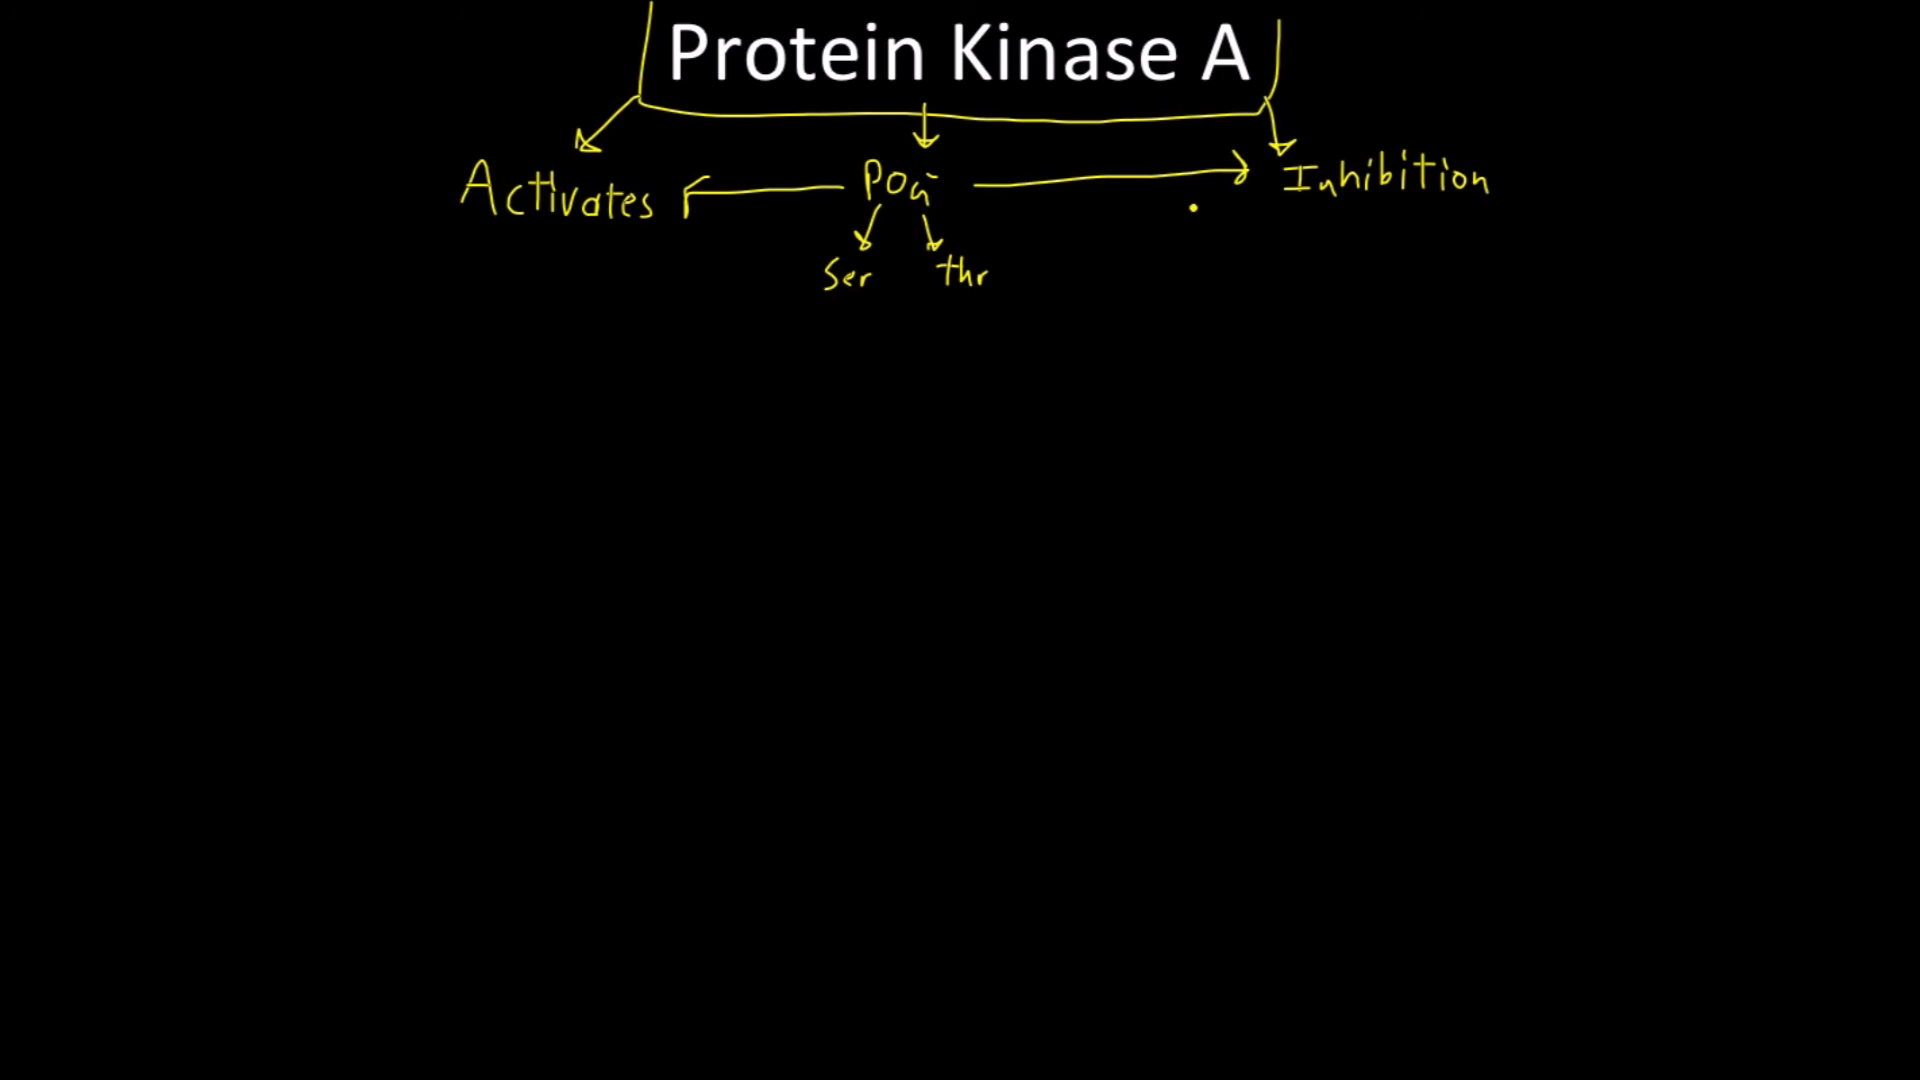 Protein Kinase A
Activates PO4- Inhibition
Ser thr